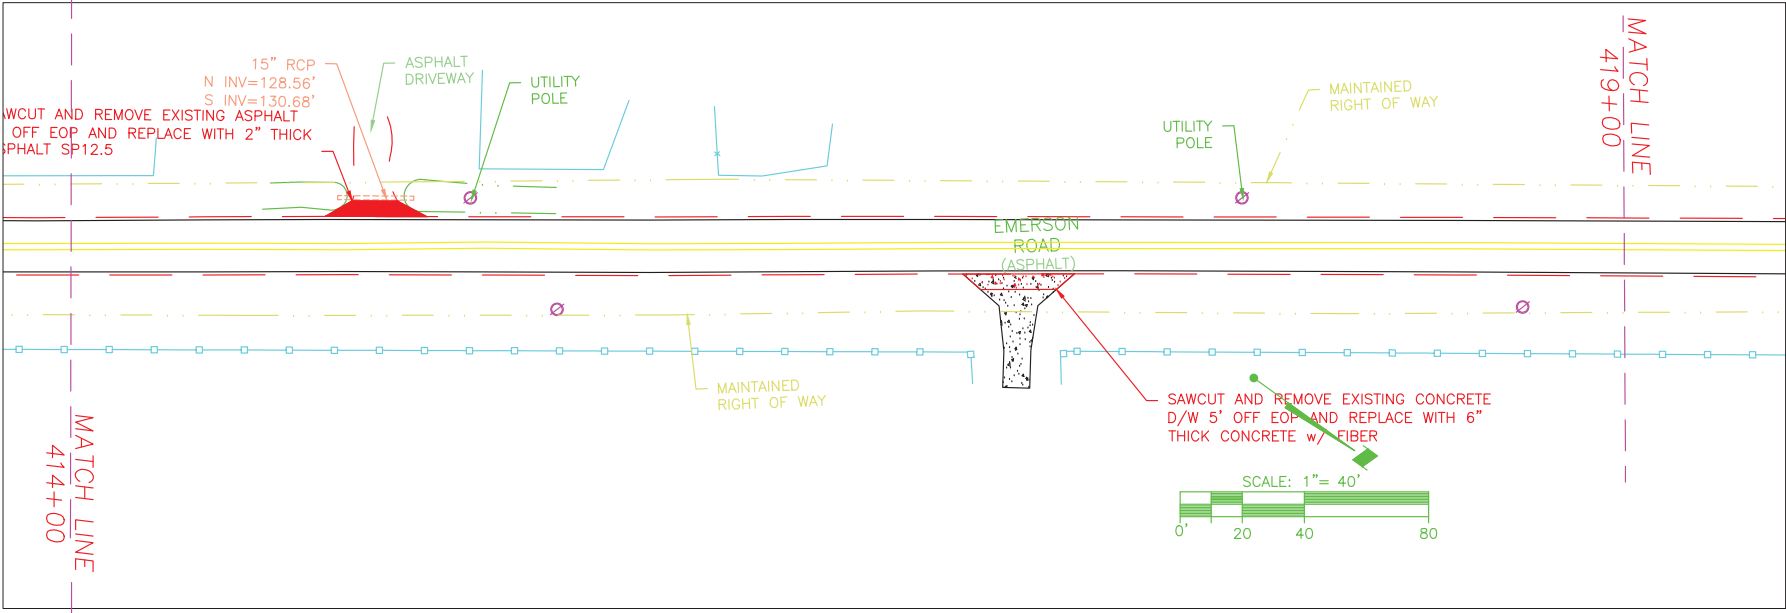 15" RCP
N INV=128.56'
S INV=130.68'
ASPHALT
DRIVEWAY
UTILITY
POLE
AND REMOVE EXISTING ASPHALT
OFF EOP AND REPLACE WITH 2" THICK
SP12.5
MAINTAINED
RIGHT OF WAY
UTILITY
POLE
MATCH LINE
419+00
EMERSON
ROAD
(ASPHALT)
MAINTAINED
RIGHT OF WAY
SAWCUT AND REMOVE EXISTING CONCRETE
D/W 5' OFF EOP AND REPLACE WITH 6"
THICK CONCRETE w/ FIBER
MATCH LINE
414+00
SCALE: 1"= 40'
0' 20 40 80